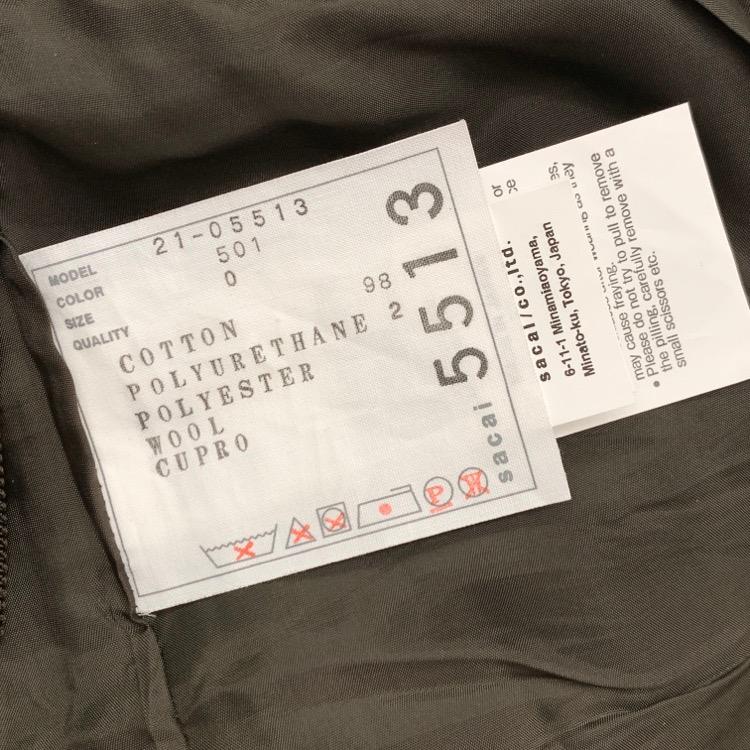 MODEL 21-05513
COLOR 501
SIZE 0
QUALITY
COTTON 98
POLYURETHANE 2
POLYESTER
WOOL
CUPRO
P
W
sacai 5513
sacai/co.,ltd.
6-11-1 Minamiaoyama,
Minato-ku, Tokyo, Japan
or
may cause fraying.
• Please do not try to pull to remove
the pilling, carefully remove with a
small scissors etc.